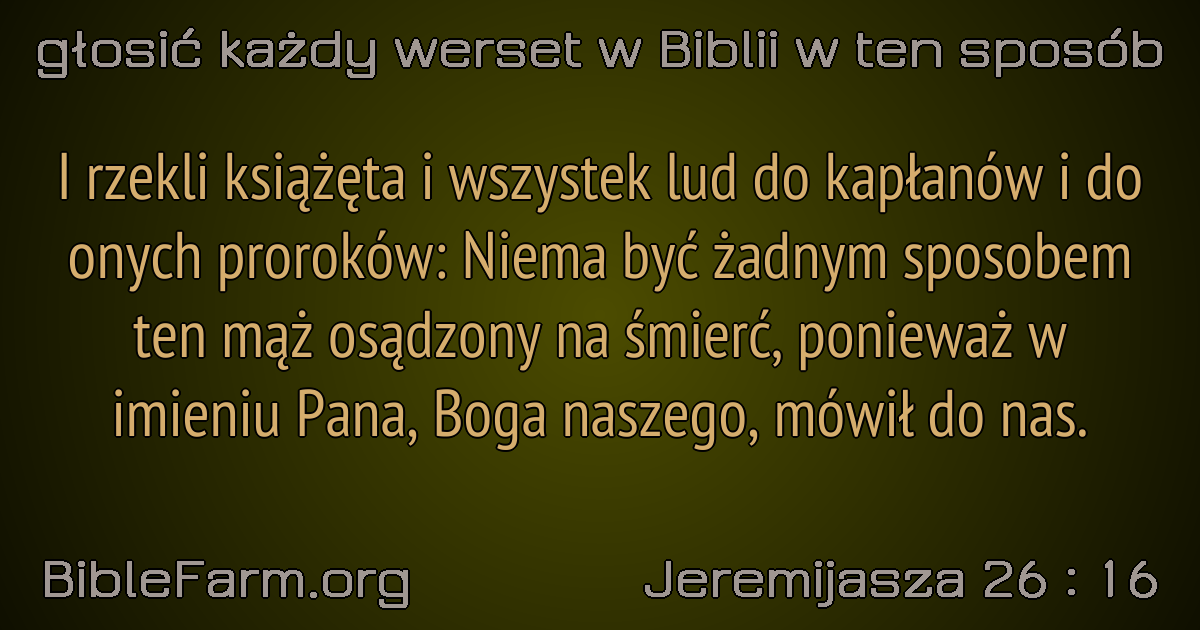 głosić każdy werset w Biblii w ten sposób
I rzekli książęta i wszystek lud do kapłanów i do
onych proroków: Niema być żadnym sposobem
ten mąż osądzony na śmierć, ponieważ w
imieniu Pana, Boga naszego, mówił do nas.
BibleFarm.org
Jeremijasza 26 : 16